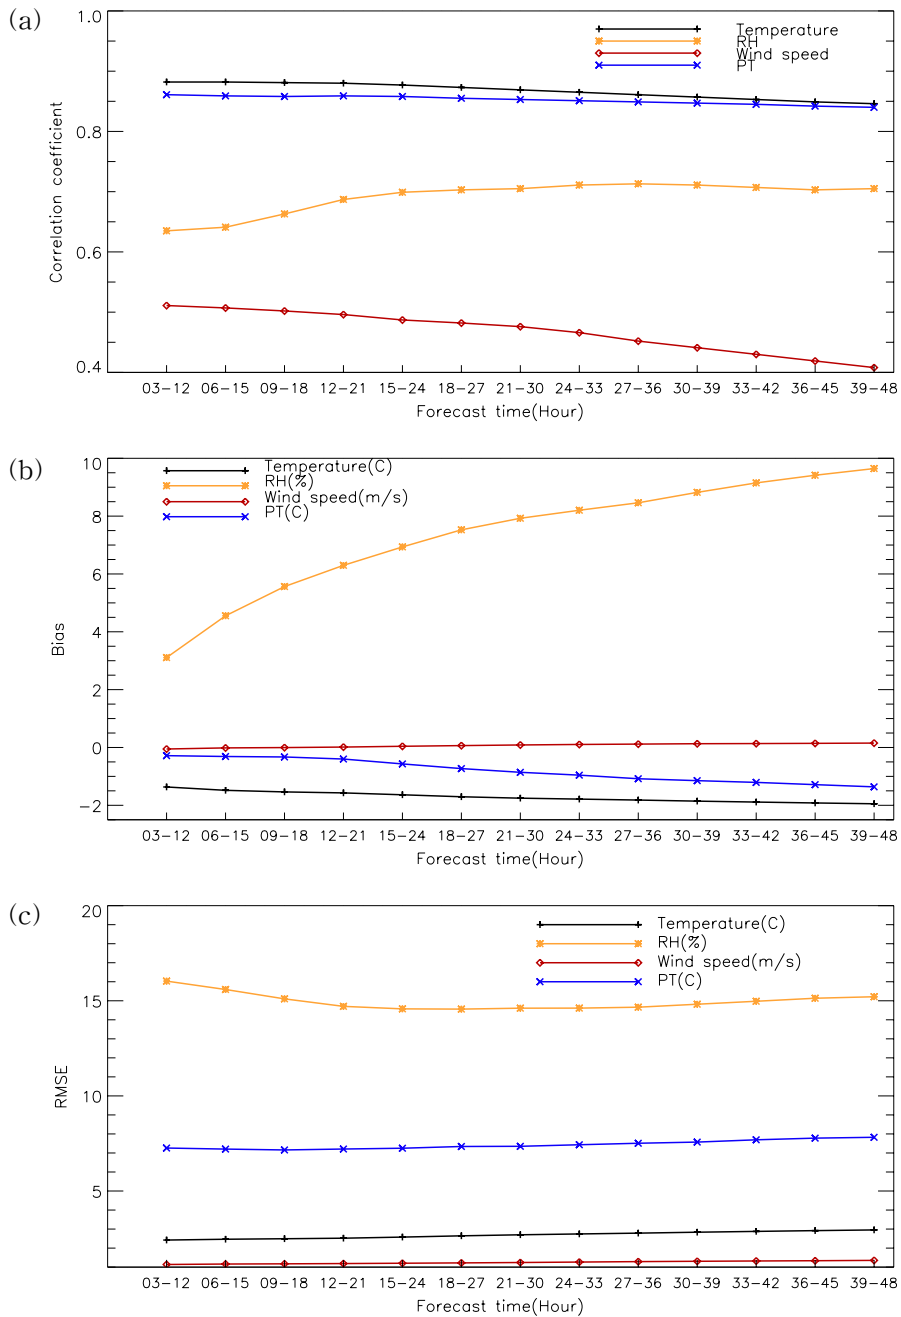 (a)
1.0
0.8
0.6
0.4
Correlation coefficient
Temperature
RH
Wind speed
PT
03−12 06−15 09−18 12−21 15−24 18−27 21−30 24−33 27−36 30−39 33−42 36−45 39−48
Forecast time(Hour)
(b)
10
8
6
4
2
0
−2
Bias
Temperature(C)
RH(%)
Wind speed(m/s)
PT(C)
03−12 06−15 09−18 12−21 15−24 18−27 21−30 24−33 27−36 30−39 33−42 36−45 39−48
Forecast time(Hour)
(c)
20
15
10
5
RMSE
Temperature(C)
RH(%)
Wind speed(m/s)
PT(C)
03−12 06−15 09−18 12−21 15−24 18−27 21−30 24−33 27−36 30−39 33−42 36−45 39−48
Forecast time(Hour)